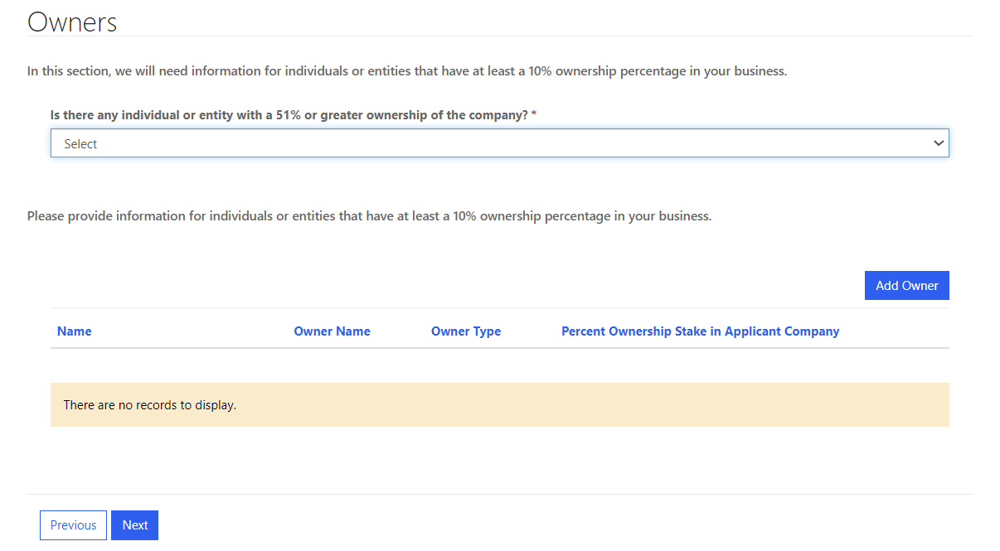 Owners
In this section, we will need information for individuals or entities that have at least a 10% ownership percentage in your business.
Is there any individual or entity with a 51% or greater ownership of the company? *
Select
Please provide information for individuals or entities that have at least a 10% ownership percentage in your business.
Add Owner
Name Owner Name Owner Type Percent Ownership Stake in Applicant Company
There are no records to display.
Previous Next